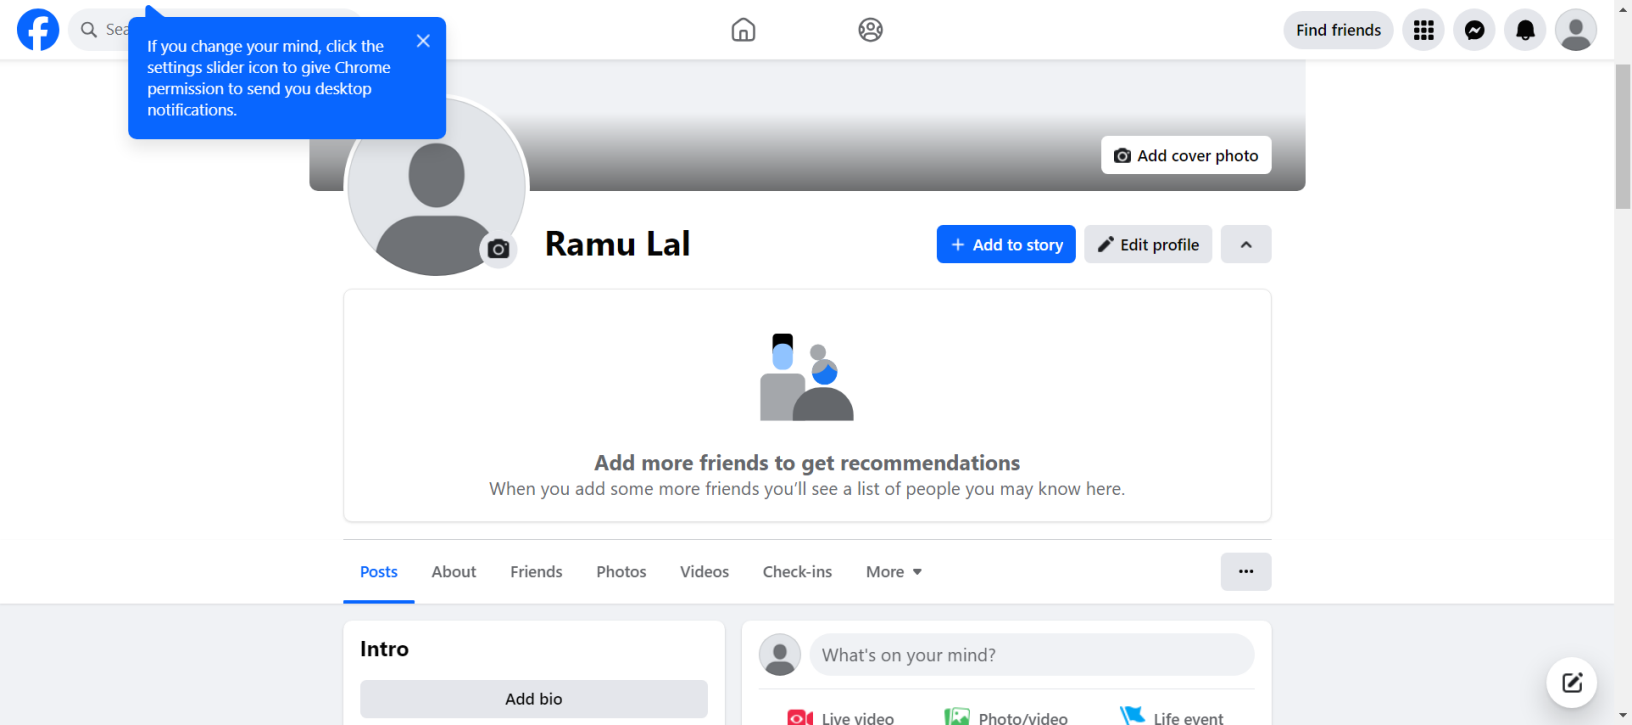 Sea
If you change your mind, click the
settings slider icon to give Chrome
permission to send you desktop
notifications.
Find friends
Add cover photo
Ramu Lal
+ Add to story
Edit profile
Add more friends to get recommendations
When you add some more friends you’ll see a list of people you may know here.
Posts About Friends Photos Videos Check-ins More
Intro
What's on your mind?
Add bio
Live video Photo/video Life event